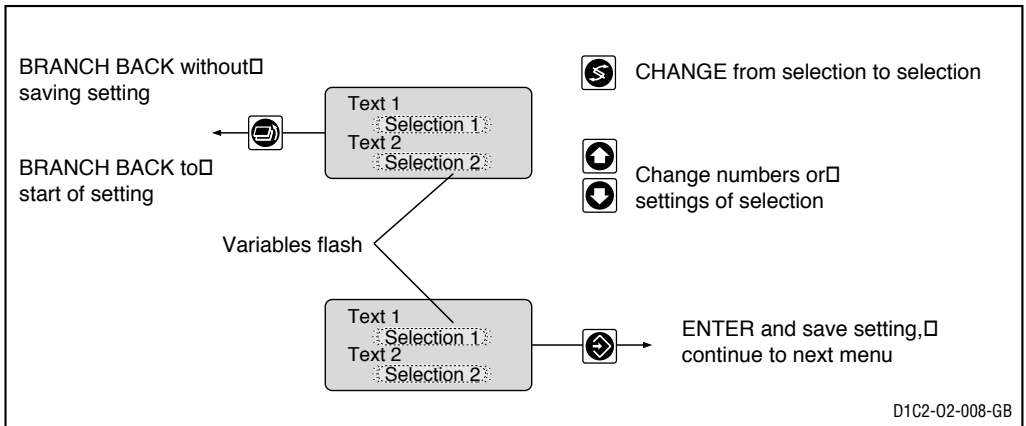 BRANCH BACK without□
saving setting
BRANCH BACK to□
start of setting
Text 1
Selection 1
Text 2
Selection 2
CHANGE from selection to selection
Change numbers or□
settings of selection
Variables flash
Text 1
Selection 1
Text 2
Selection 2
ENTER and save setting,□
continue to next menu
D1C2-O2-008-GB